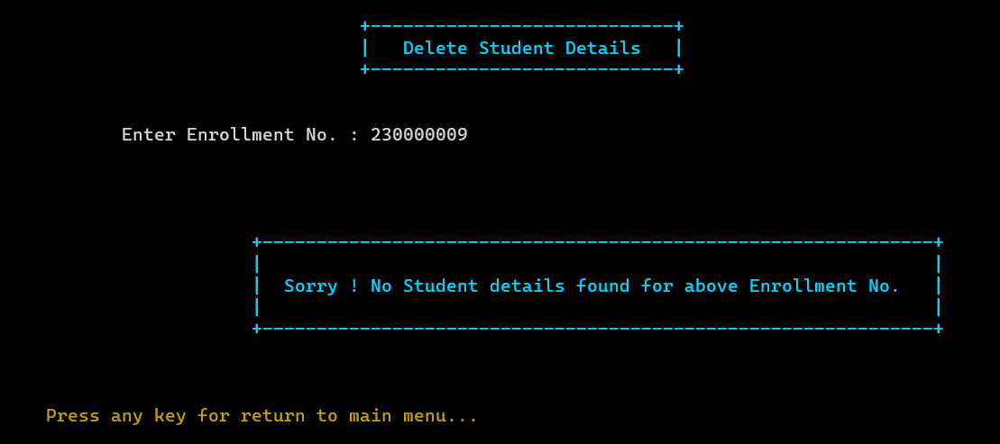 Delete Student Details
Enter Enrollment No. : 230000009
Sorry ! No Student details found for above Enrollment No.
Press any key for return to main menu...